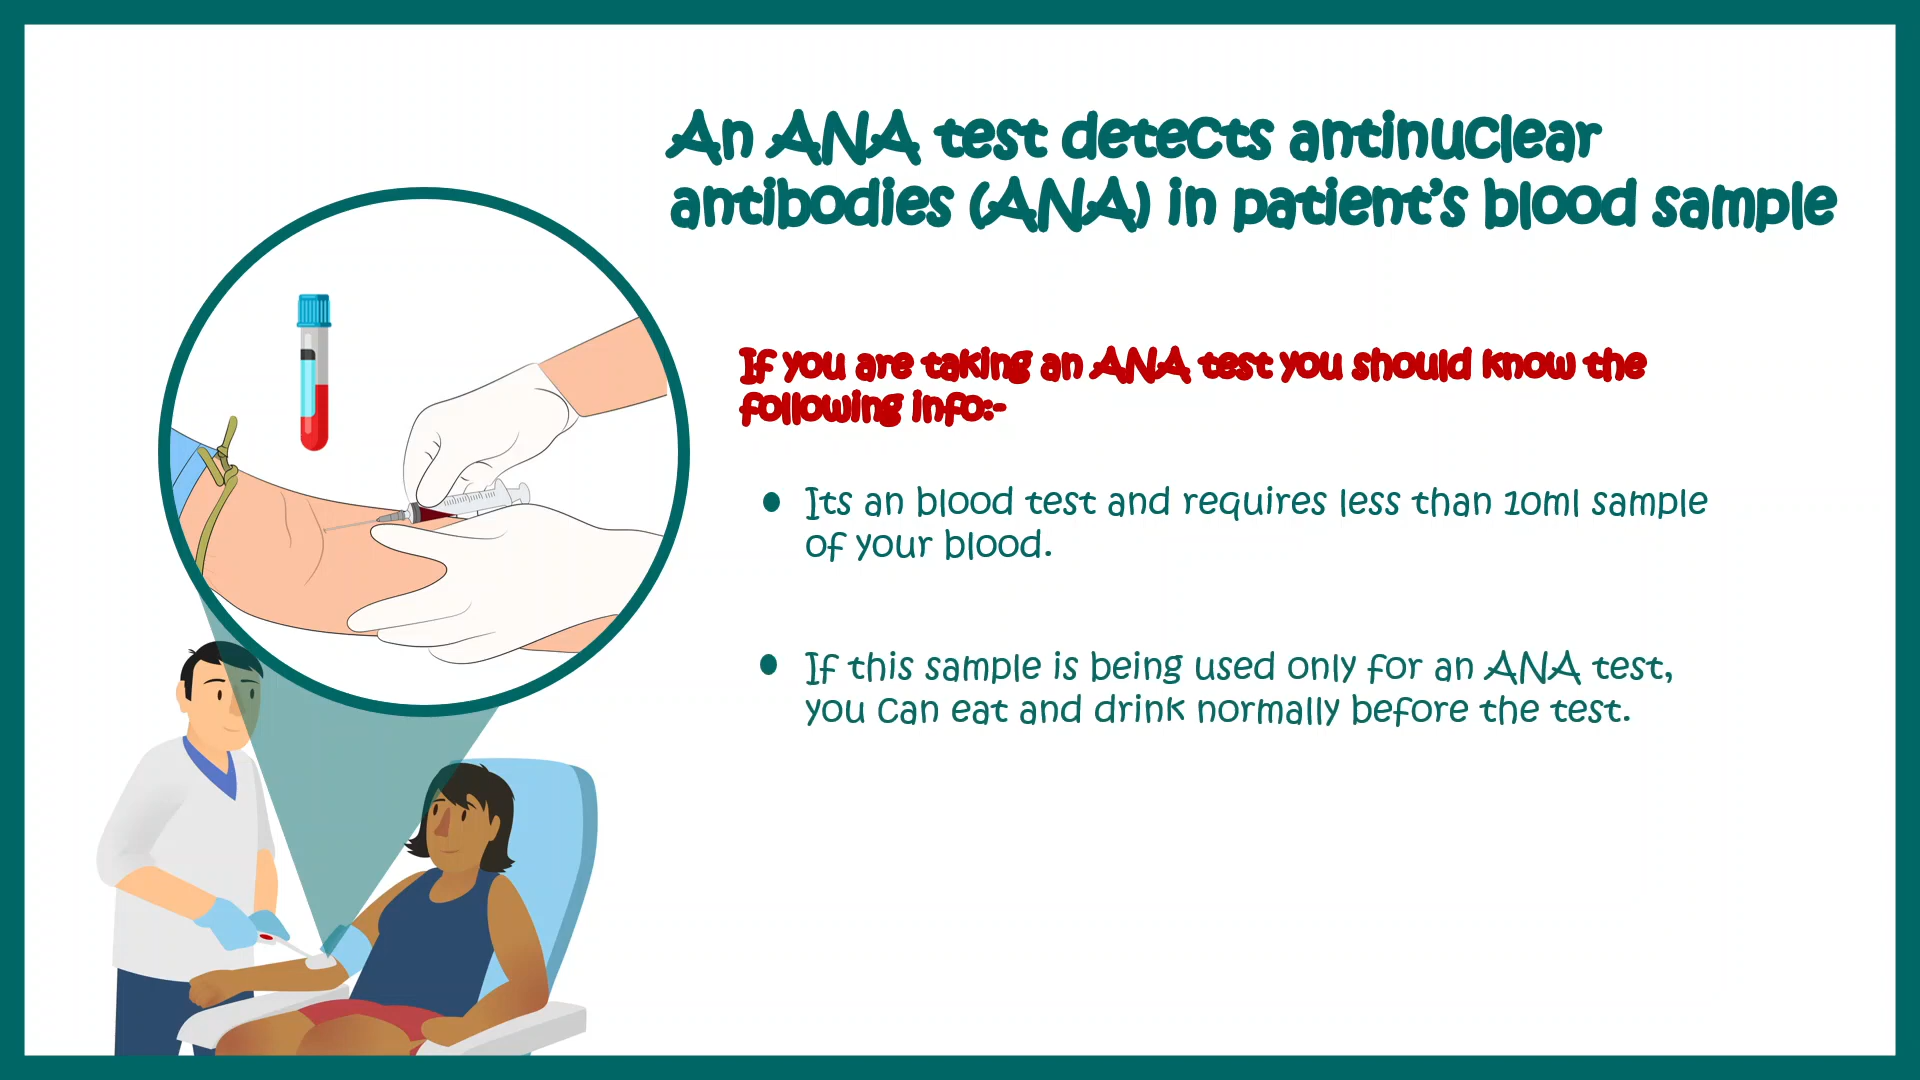 An ANA test detects antinuclear
antibodies (ANA) in patient's blood sample
If you are taking an ANA test you should know the
following info:-
• Its an blood test and requires less than 10ml sample
of your blood.
• If this sample is being used only for an ANA test,
you can eat and drink normally before the test.